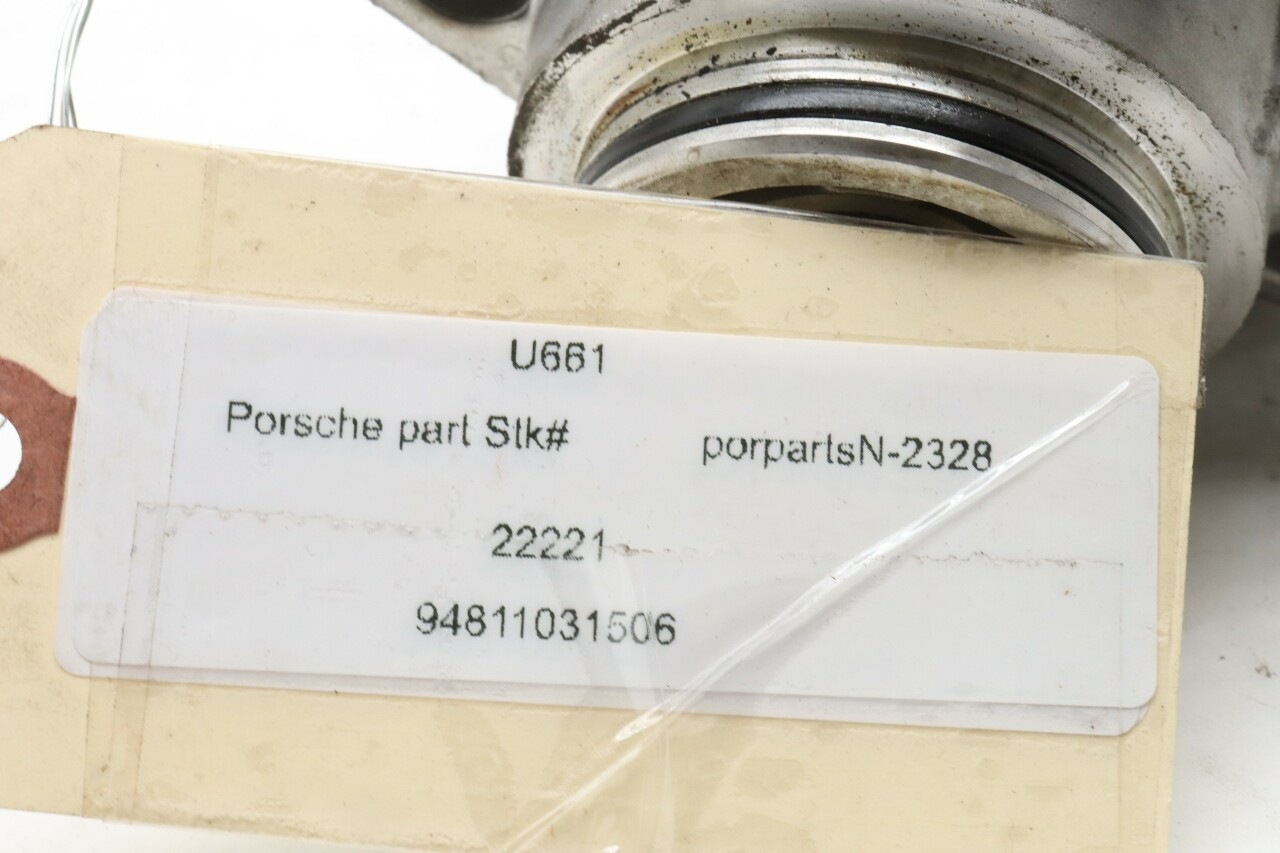 U661
Porsche part Stk# porpartsN-2328
22221
94811031506